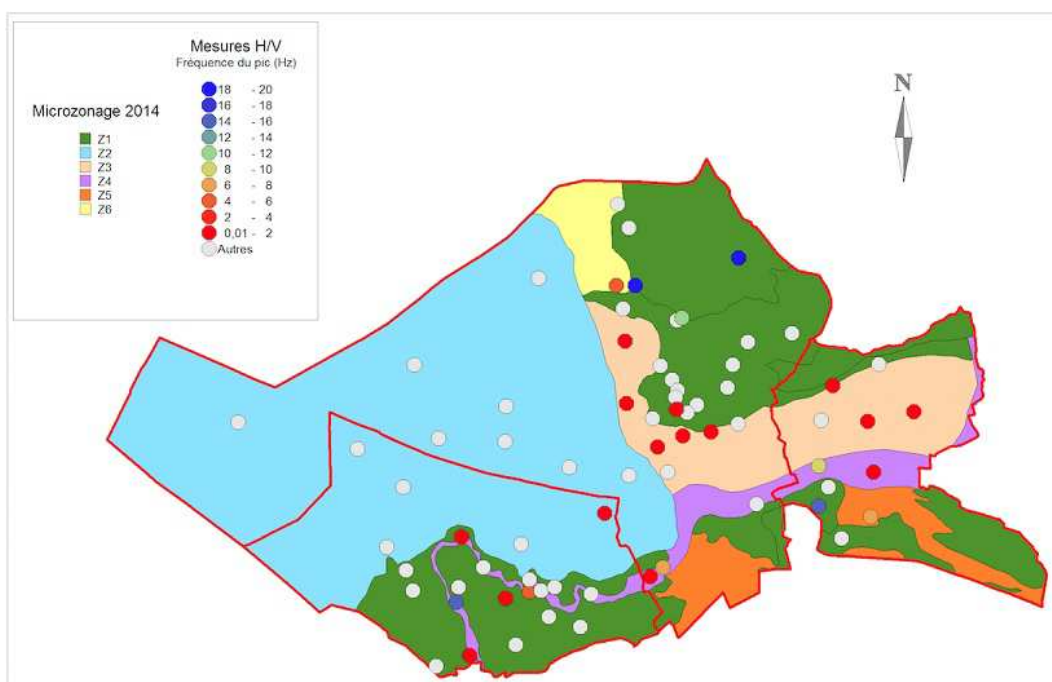 Mesures H/V
Fréquence du pic (Hz)
18 - 20
16 - 18
14 - 16
12 - 14
10 - 12
8 - 10
6 - 8
4 - 6
2 - 4
0,01 - 2
Autres
Microzonage 2014
Z1
Z2
Z3
Z4
Z5
Z6
N